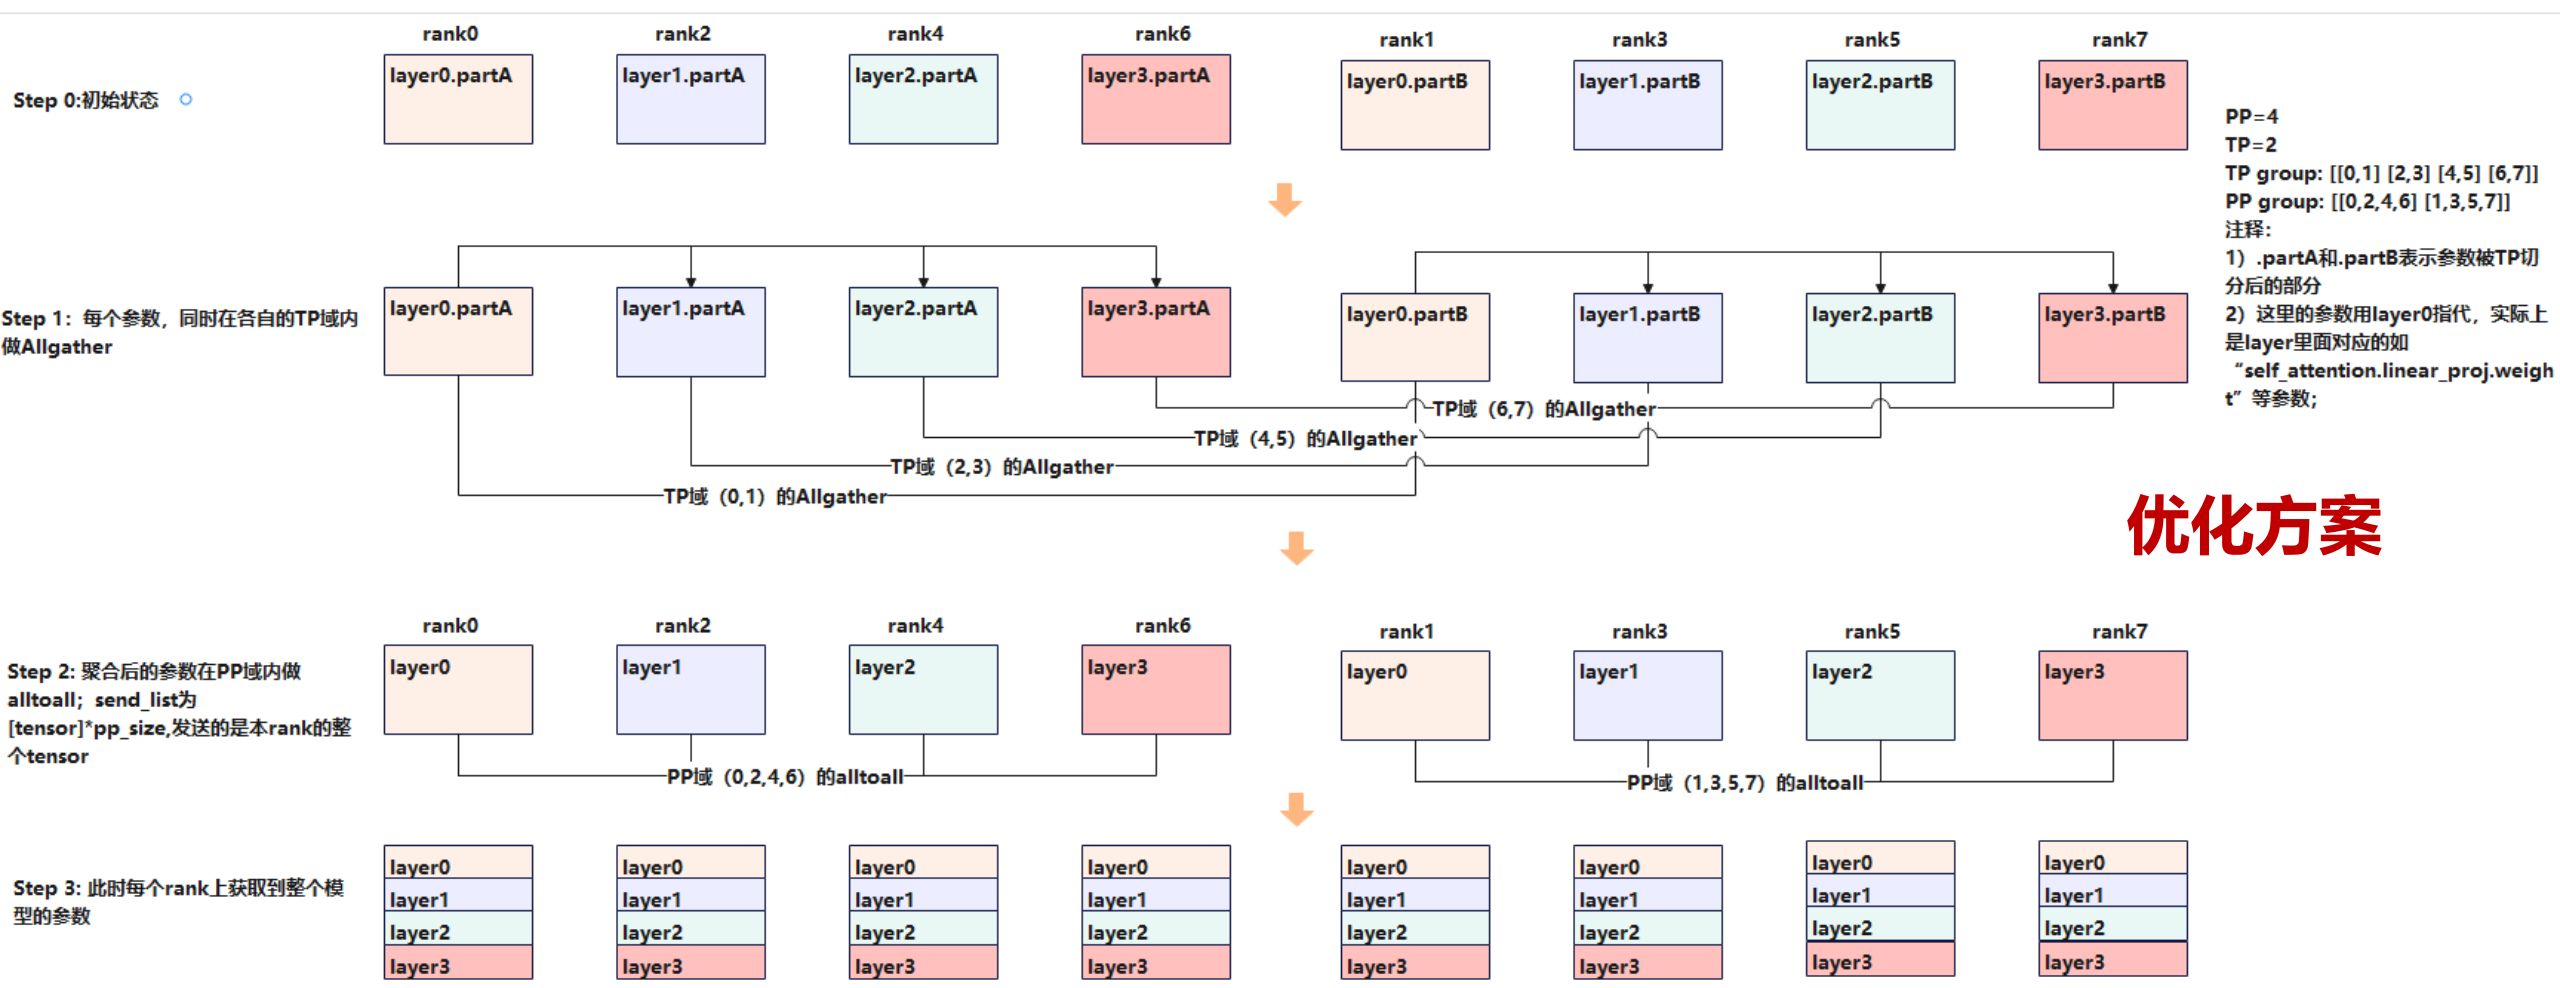 rank0 rank2 rank4 rank6 rank1 rank3 rank5 rank7
Step 0:初始状态
layer0.partA layer1.partA layer2.partA layer3.partA layer0.partB layer1.partB layer2.partB layer3.partB
PP=4
TP=2
TP group: [[0,1] [2,3] [4,5] [6,7]]
PP group: [[0,2,4,6] [1,3,5,7]]
注释：
1）.partA和.partB表示参数被TP切
分后的部分
2）这里的参数用layer0指代，实际上
是layer里面对应的如
“self_attention.linear_proj.weigh
t”等参数；
Step 1：每个参数，同时在各自的TP域内
做Allgather
layer0.partA layer1.partA layer2.partA layer3.partA layer0.partB layer1.partB layer2.partB layer3.partB
TP域（6,7）的Allgather
TP域（4,5）的Allgather
TP域（2,3）的Allgather
TP域（0,1）的Allgather
优化方案
rank0 rank2 rank4 rank6 rank1 rank3 rank5 rank7
Step 2: 聚合后的参数在PP域内做
alltoall；send_list为
[tensor]*pp_size,发送的是本rank的整
个tensor
layer0 layer1 layer2 layer3 layer0 layer1 layer2 layer3
PP域（0,2,4,6）的alltoall
PP域（1,3,5,7）的alltoall
Step 3: 此时每个rank上获取到整个模
型的参数
layer0 layer0 layer0 layer0 layer0 layer0 layer0 layer0
layer1 layer1 layer1 layer1 layer1 layer1 layer1 layer1
layer2 layer2 layer2 layer2 layer2 layer2 layer2 layer2
layer3 layer3 layer3 layer3 layer3 layer3 layer3 layer3